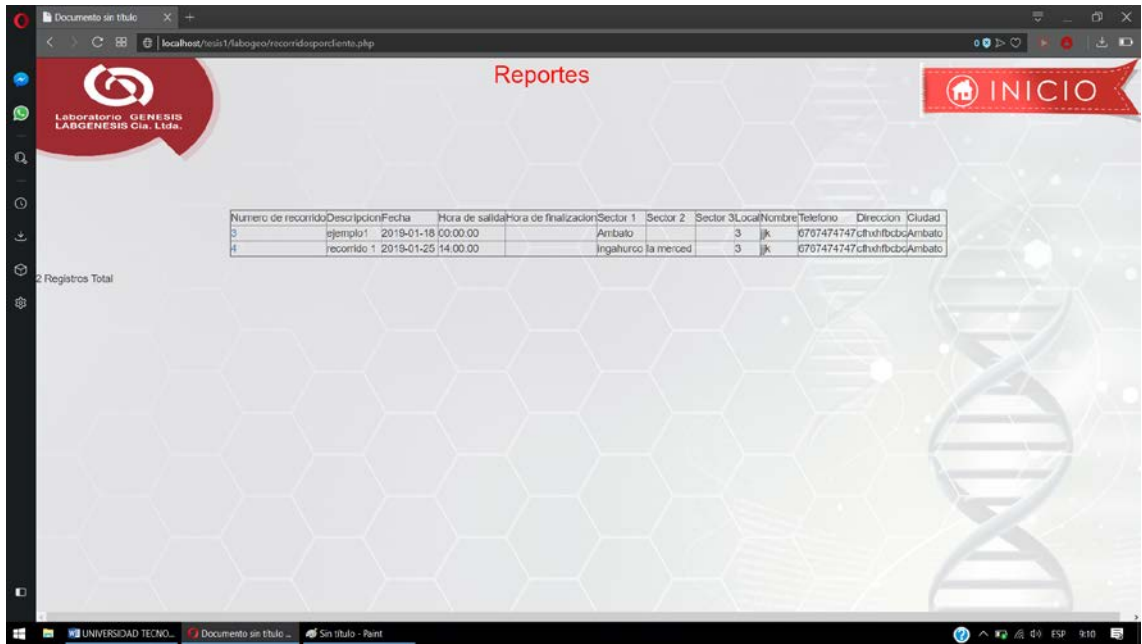 Documento sin título
localhost/tesis1/labogeo/recorridosporcliente.php
Reportes
INICIO
Laboratorio GENESIS
LABGENESIS Cia. Ltda.
Numero de recorrido Descripcion Fecha Hora de salida Hora de finalizacion Sector 1 Sector 2 Sector 3 Local Nombre Telefono Direccion Ciudad
3 ejemplo1 2019-01-18 00:00:00 Ambato 3 jjk 6767474747 cfhxhfbcbc Ambato
4 recorrido 1 2019-01-25 14:00:00 ingahurco la merced 3 jjk 6767474747 cfhxhfbcbc Ambato
2 Registros Total
UNIVERSIDAD TECNO... Documento sin título ... Sin título - Paint ESP 9:10